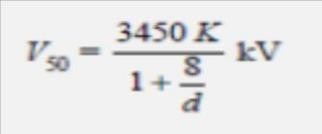 V₅₀ = 3450 K / (1 + 8/d) kV